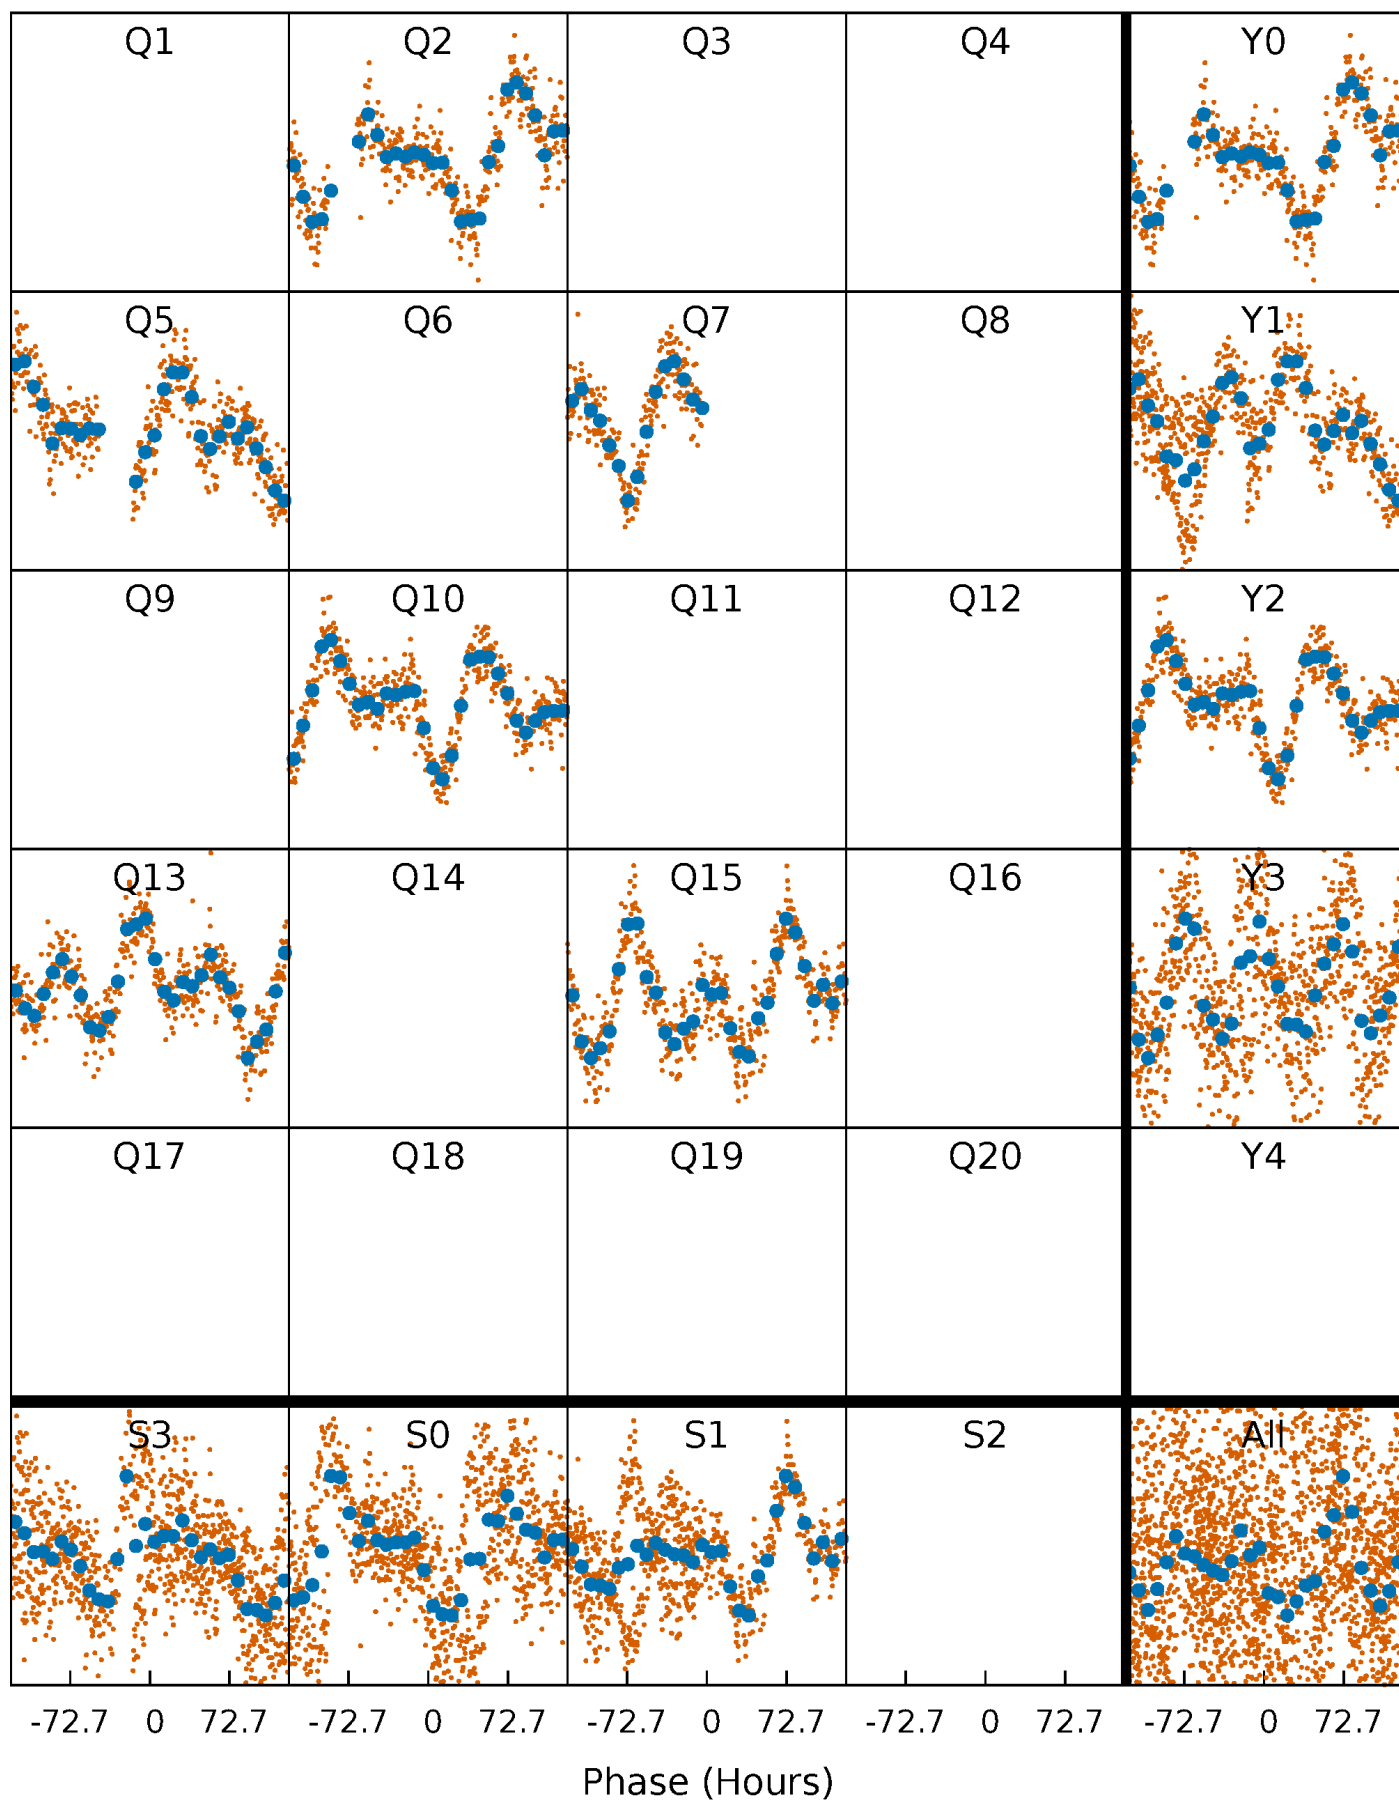 Q1 Q2 Q3 Q4 Y0
Q5 Q6 Q7 Q8 Y1
Q9 Q10 Q11 Q12 Y2
Q13 Q14 Q15 Q16 Y3
Q17 Q18 Q19 Q20 Y4
S3 S0 S1 S2 All
-72.7 0 72.7 -72.7 0 72.7 -72.7 0 72.7 -72.7 0 72.7 -72.7 0 72.7
Phase (Hours)